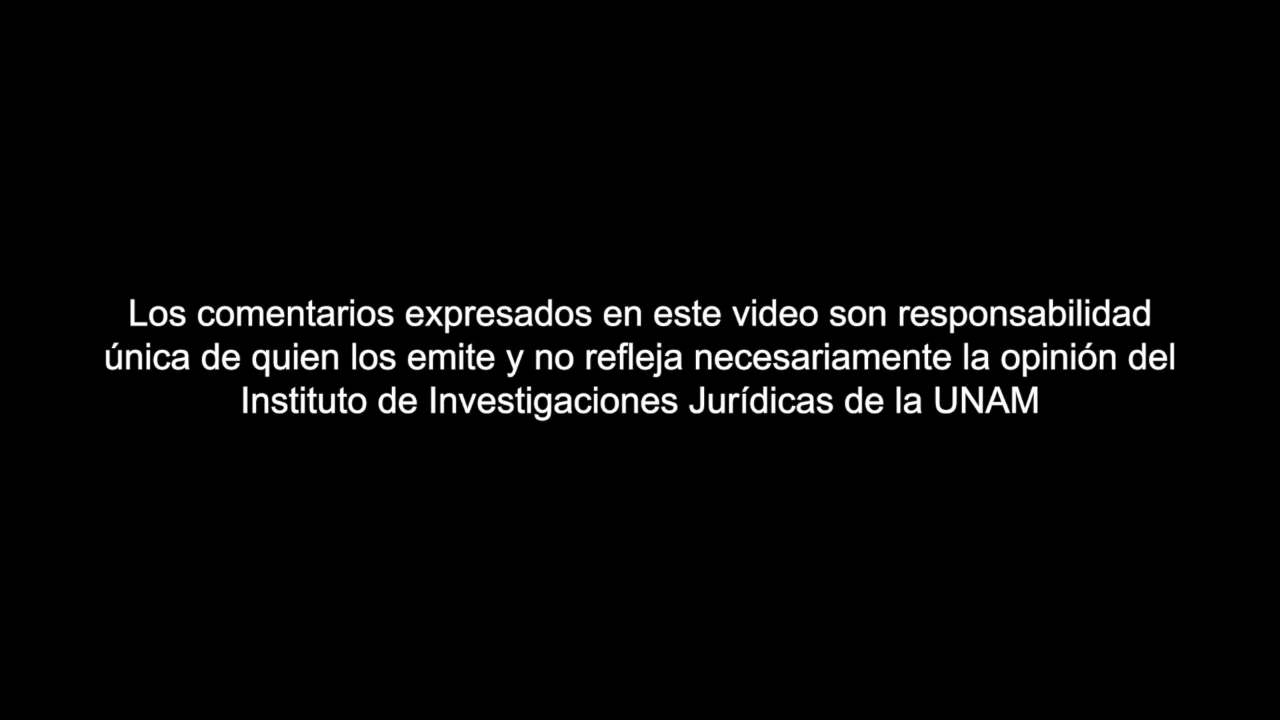 Los comentarios expresados en este video son responsabilidad
única de quien los emite y no refleja necesariamente la opinión del
Instituto de Investigaciones Jurídicas de la UNAM